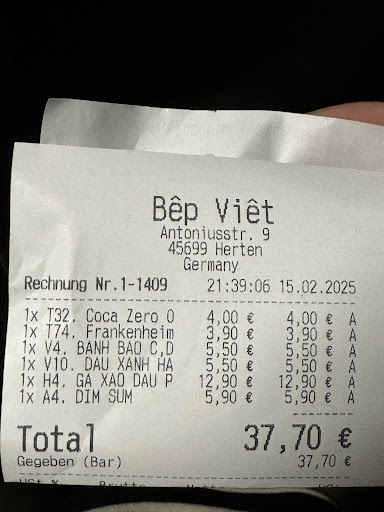 Bêp Viêt
Antoniusstr. 9
45699 Herten
Germany
Rechnung Nr.1-1409 21:39:06 15.02.2025
1x T32. Coca Zero 0 4,00 € 4,00 € A
1x T74. Frankenheim 3,90 € 3,90 € A
1x V4. BANH BAO C,D 5,50 € 5,50 € A
1x V10. DAU XANH HA 5,50 € 5,50 € A
1x H4. GA XAO DAU P 12,90 € 12,90 € A
1x A4. DIM SUM 5,90 € 5,90 € A
Total 37,70 €
Gegeben (Bar) 37,70 €